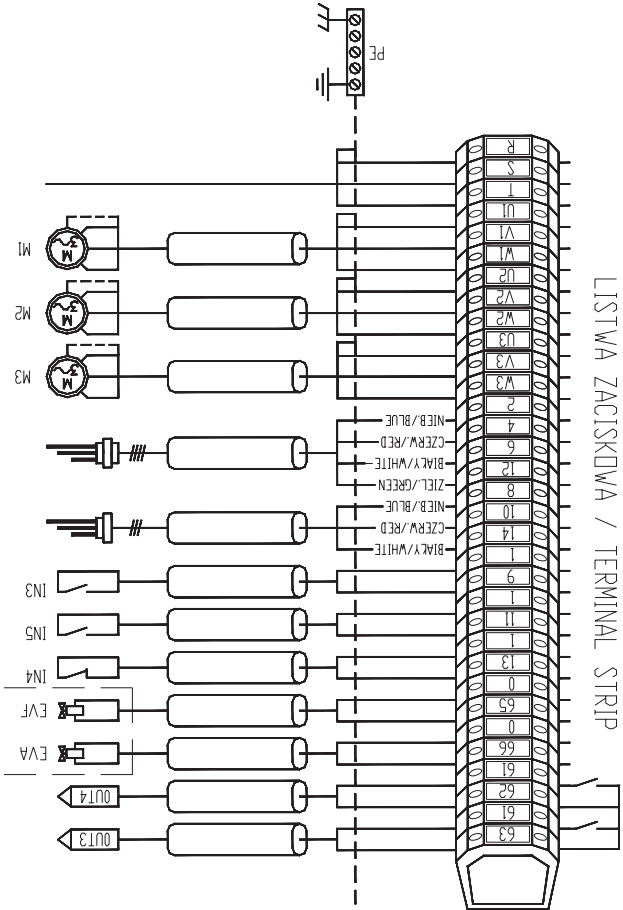 LISTWA ZACISKOWA / TERMINAL STRIP
PE
R
S
T
U1
V1
W1
U2
V2
W2
U3
V3
W3
2
4
6
12
8
10
14
1
9
1
11
1
13
0
65
0
66
61
62
61
63
NIEB./BLUE
CZERW./RED
BIAŁY/WHITE
ZIEL./GREEN
NIEB./BLUE
CZERW./RED
BIAŁY/WHITE
M1
M
3~
M2
M
3~
M3
M
3~
IN3
IN5
IN4
EVF
EVA
OUT4
OUT3